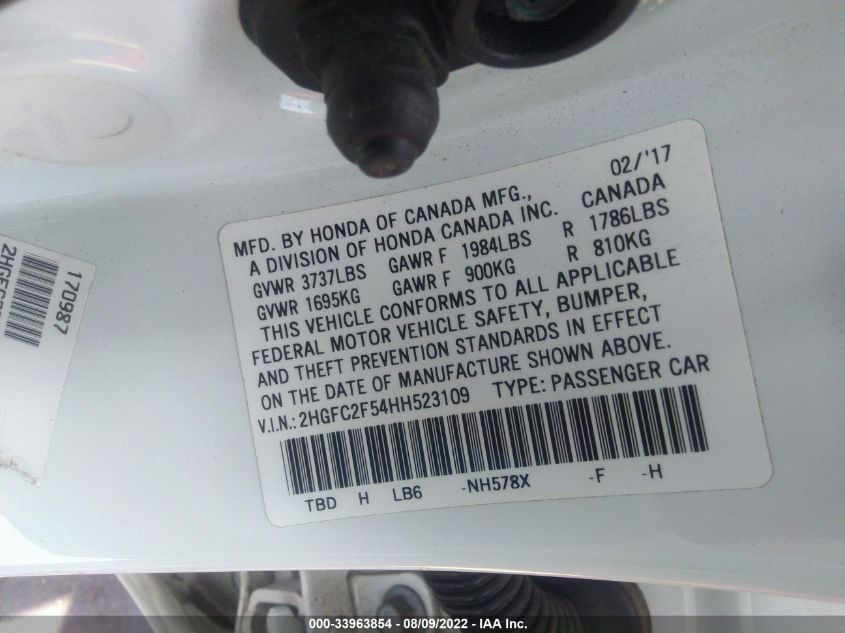 02/'17
MFD. BY HONDA OF CANADA MFG.,
A DIVISION OF HONDA CANADA INC. CANADA
GVWR 3737LBS GAWR F 1984LBS R 1786LBS
GVWR 1695KG GAWR F 900KG R 810KG
THIS VEHICLE CONFORMS TO ALL APPLICABLE
FEDERAL MOTOR VEHICLE SAFETY, BUMPER,
AND THEFT PREVENTION STANDARDS IN EFFECT
ON THE DATE OF MANUFACTURE SHOWN ABOVE.
V.I.N.: 2HGFC2F54HH523109 TYPE: PASSENGER CAR
TBD H LB6 -NH578X -F -H
170987
000-33963854 - 08/09/2022 - IAA Inc.